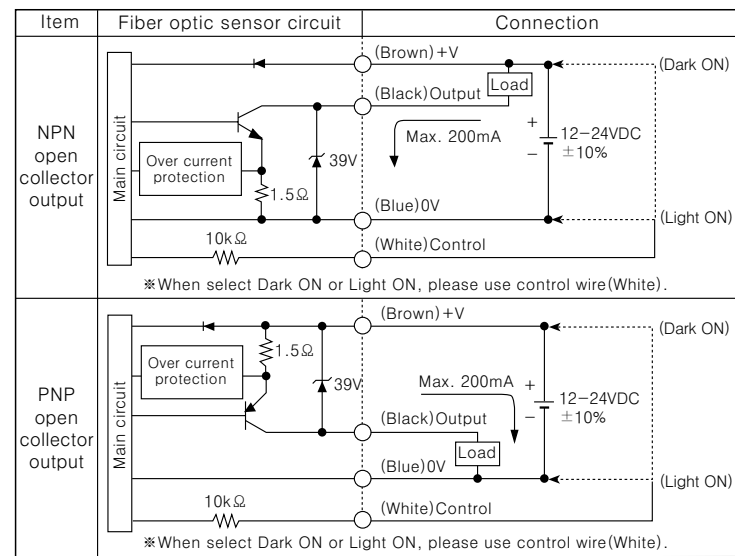 Item
Fiber optic sensor circuit
Connection
NPN
open
collector
output
Main circuit
Over current
protection
1.5Ω
39V
10kΩ
(Brown)+V
(Black)Output
Load
Max. 200mA
+
−
12−24VDC
±10%
(Blue)0V
(White)Control
(Dark ON)
(Light ON)
※When select Dark ON or Light ON, please use control wire(White).
PNP
open
collector
output
Main circuit
Over current
protection
1.5Ω
39V
10kΩ
(Brown)+V
Max. 200mA
+
−
12−24VDC
±10%
(Black)Output
Load
(Blue)0V
(White)Control
(Dark ON)
(Light ON)
※When select Dark ON or Light ON, please use control wire(White).